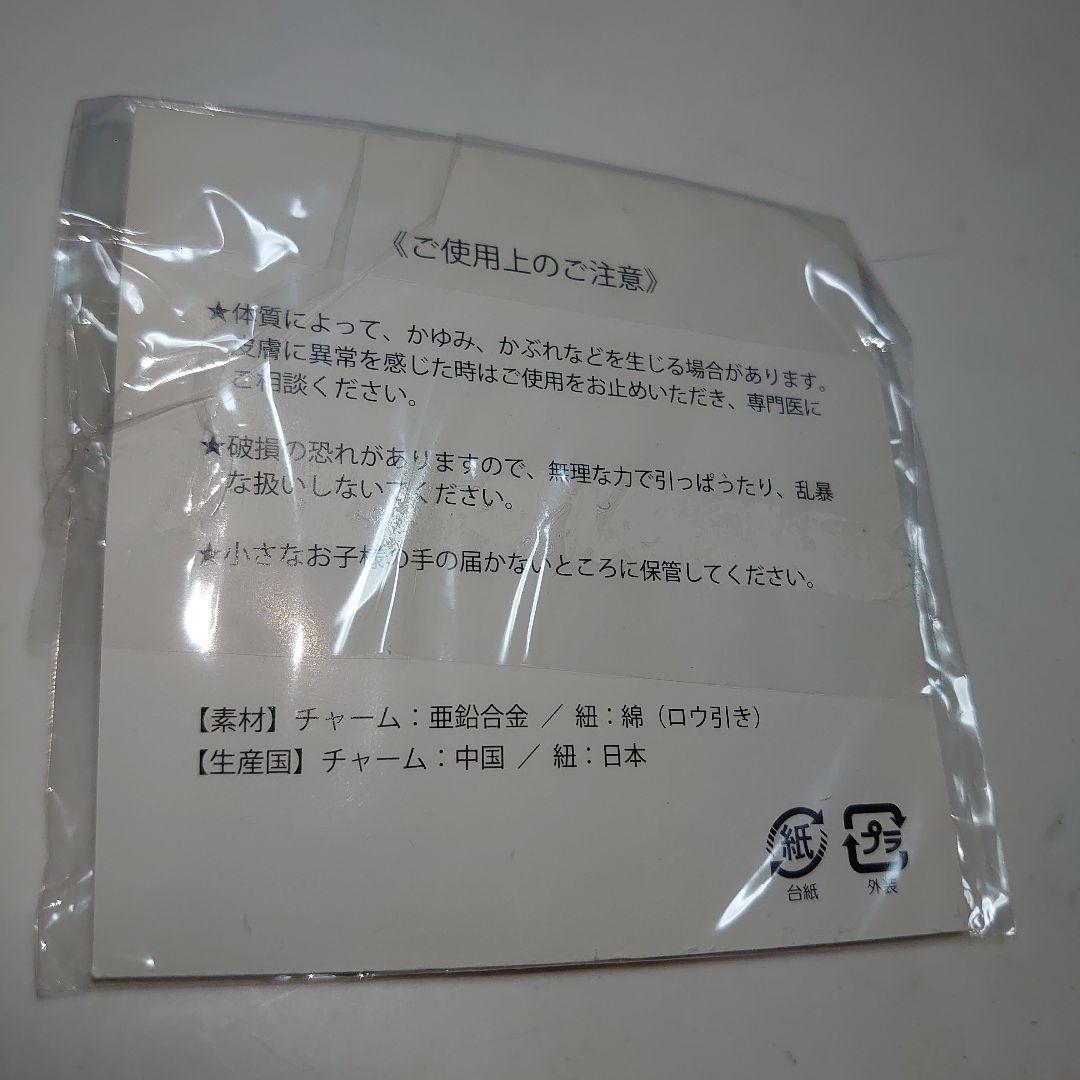 《ご使用上のご注意》
★体質によって、かゆみ、かぶれなどを生じる場合があります。
皮膚に異常を感じた時はご使用をお止めいただき、専門医に
ご相談ください。
★破損の恐れがありますので、無理な力で引っぱうたり、乱暴
な扱いしないでください。
★小さなお子様の手の届かないところに保管してください。
【素材】チャーム：亜鉛合金 ／ 紐：綿（ロウ引き）
【生産国】チャーム：中国 ／ 紐：日本
紙 プラ
台紙 外装